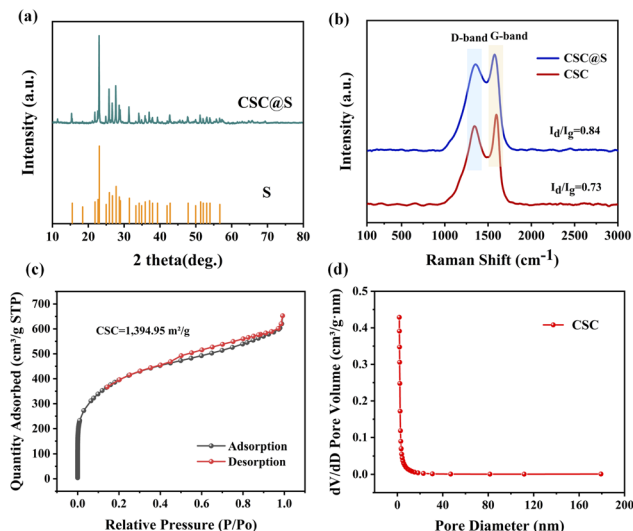 (a)
CSC@S
S
Intensity (a.u.)
10 20 30 40 50 60 70 80
2 theta(deg.)
(b)
D-band G-band
CSC@S
CSC
I_d/I_g=0.84
I_d/I_g=0.73
Intensity (a.u.)
100 500 1000 1500 2000 2500 3000
Raman Shift (cm⁻¹)
(c)
700
600
500
400
300
200
100
0
CSC=1,394.95 m²/g
Adsorption
Desorption
Quantity Adsorbed (cm³/g STP)
0.0 0.2 0.4 0.6 0.8 1.0
Relative Pressure (P/Po)
(d)
0.5
0.4
0.3
0.2
0.1
0.0
CSC
dV/dD Pore Volume (cm³/g·nm)
0 40 80 120 160 200
Pore Diameter (nm)